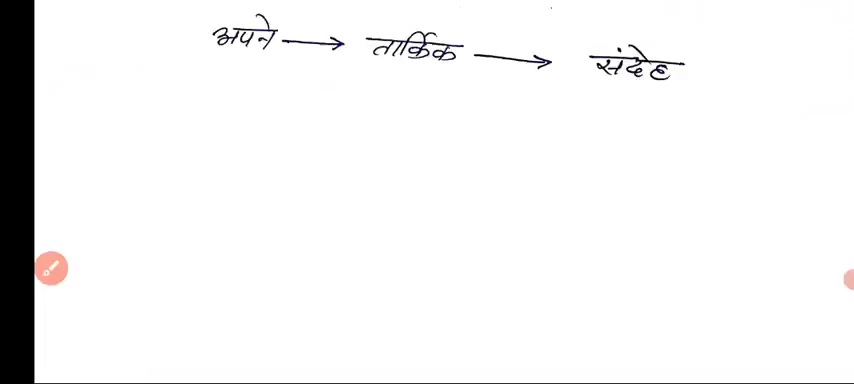 अपने → तार्किक → संदेह